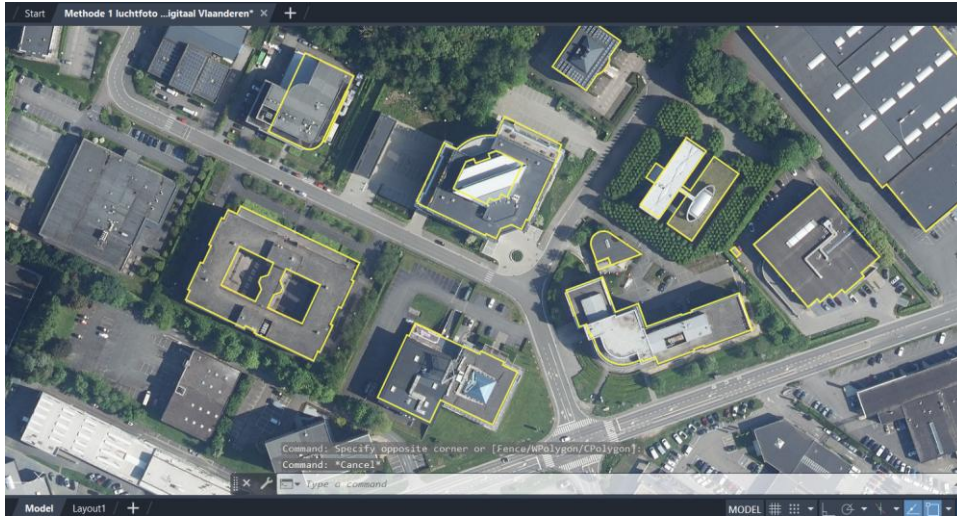 Start
Methode 1 luchtfoto ...igitaal Vlaanderen*
Command: Specify opposite corner or [Fence/WPolygon/CPolygon]:
Command: *Cancel*
Type a command
Model
Layout1
MODEL